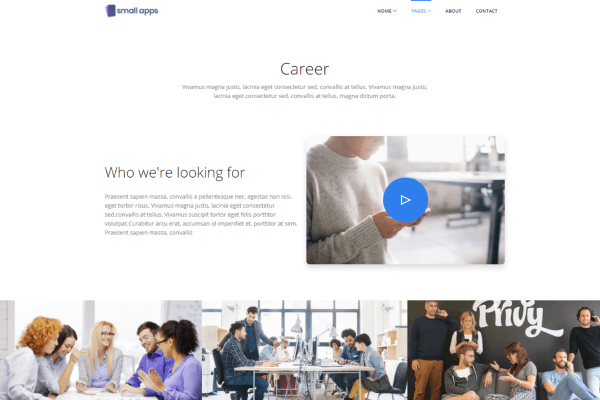 small apps
HOME PAGES ABOUT CONTACT
Career
Vivamus magna justo, lacinia eget consectetur sed, convallis at tellus. Vivamus magna justo,
lacinia eget consectetur sed, convallis at tellus. magna dictum porta.
Who we're looking for
Praesent sapien massa, convallis a pellentesque nec, egestas non nisi.
eget tortor risus. Vivamus magna justo, lacinia eget consectetur
sed,convallis at tellus. Vivamus suscipit tortor eget felis porttitor
volutpat.Curabitur arcu erat, accumsan id imperdiet et, porttitor at sem.
Praesent sapien massa, convallis
Privy